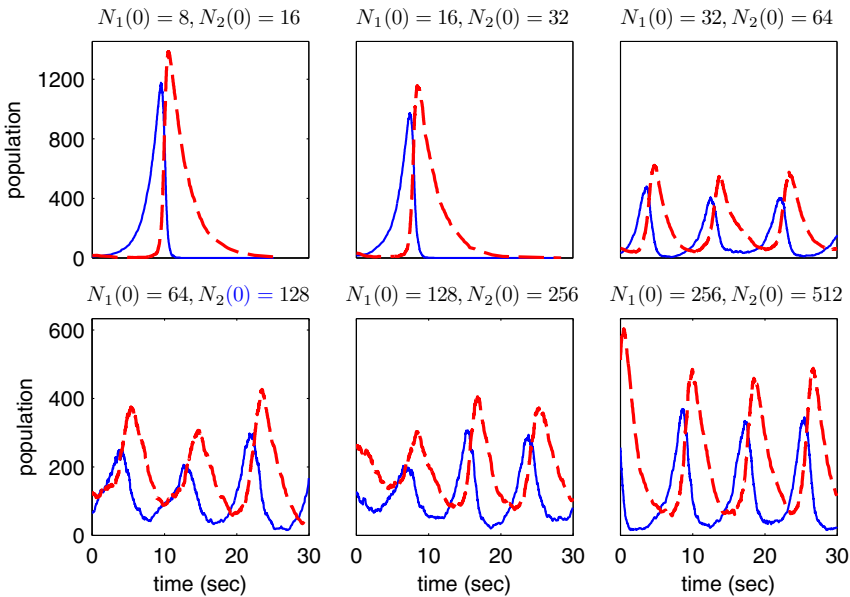 N₁(0) = 8, N₂(0) = 16
N₁(0) = 16, N₂(0) = 32
N₁(0) = 32, N₂(0) = 64
population
1200
800
400
0
N₁(0) = 64, N₂(0) = 128
N₁(0) = 128, N₂(0) = 256
N₁(0) = 256, N₂(0) = 512
population
600
400
200
0
0 10 20 30
0 10 20 30
0 10 20 30
time (sec)
time (sec)
time (sec)